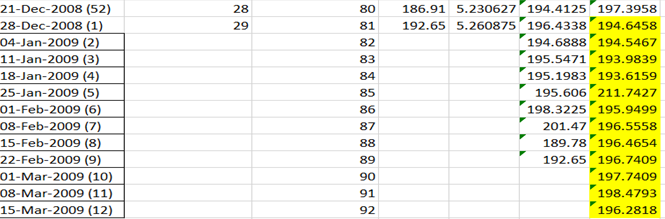 21-Dec-2008 (52) 28 80 186.91 5.230627 194.4125 197.3958
28-Dec-2008 (1) 29 81 192.65 5.260875 196.4338 194.6458
04-Jan-2009 (2) 82 194.6888 194.5467
11-Jan-2009 (3) 83 195.5471 193.9839
18-Jan-2009 (4) 84 195.1983 193.6159
25-Jan-2009 (5) 85 195.606 211.7427
01-Feb-2009 (6) 86 198.3225 195.9499
08-Feb-2009 (7) 87 201.47 196.5558
15-Feb-2009 (8) 88 189.78 196.4654
22-Feb-2009 (9) 89 192.65 196.7409
01-Mar-2009 (10) 90 197.7409
08-Mar-2009 (11) 91 198.4793
15-Mar-2009 (12) 92 196.2818